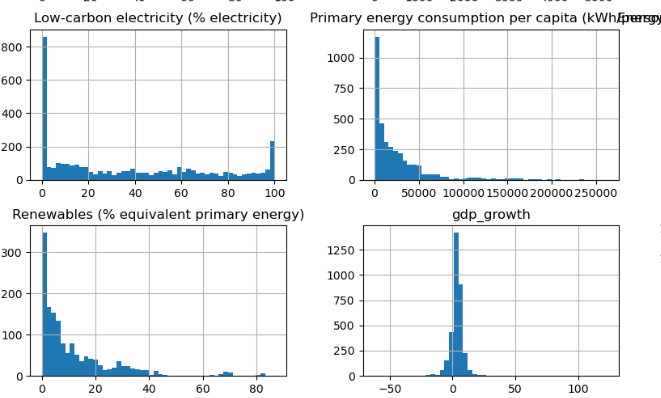 Low-carbon electricity (% electricity)
Primary energy consumption per capita (kWh/person)
800
600
400
200
0
0 20 40 60 80 100
1000
750
500
250
0
0 50000 100000 150000 200000 250000
Renewables (% equivalent primary energy)
gdp_growth
300
200
100
0
0 20 40 60 80
1250
1000
750
500
250
0
−50 0 50 100